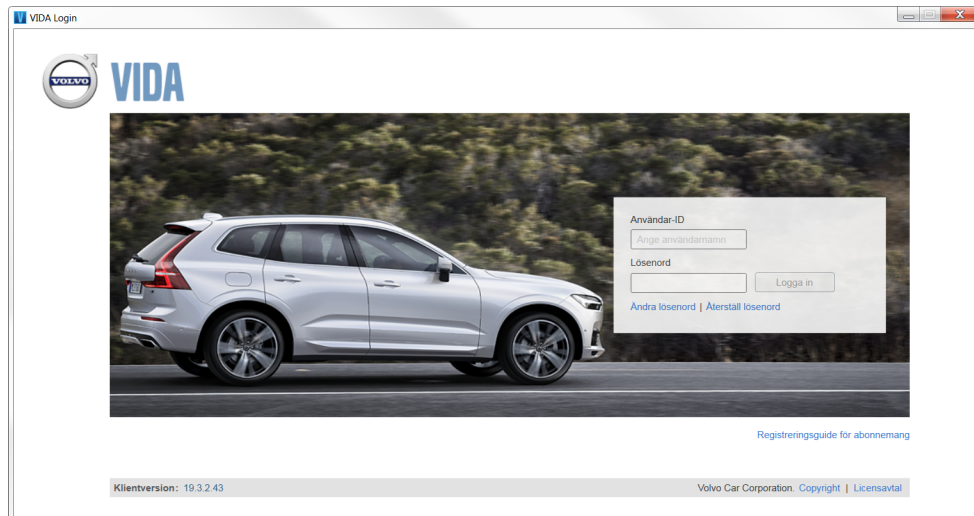 VIDA Login
VOLVO
VIDA
Användar-ID
Ange användarnamn
Lösenord
Logga in
Ändra lösenord | Återställ lösenord
Registreringsguide för abonnemang
Klientversion: 19.3.2.43
Volvo Car Corporation. Copyright | Licensavtal